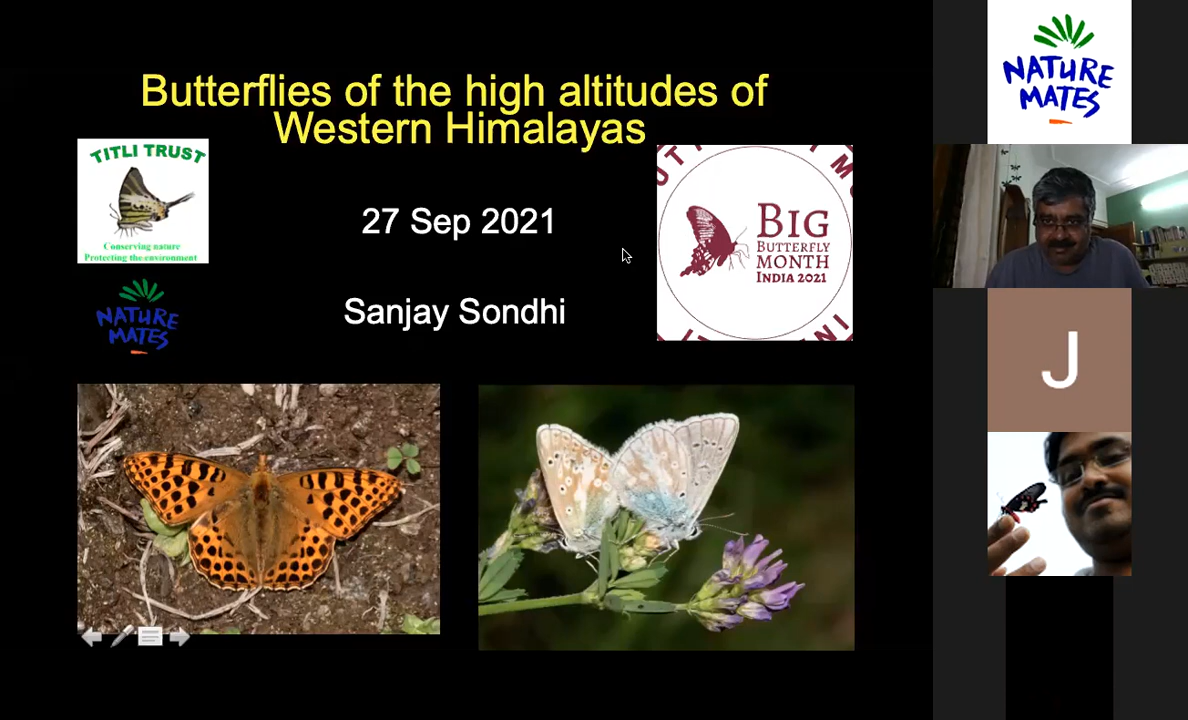 Butterflies of the high altitudes of
Western Himalayas
TITLI TRUST
Conserving nature
Protecting the environment
27 Sep 2021
BIG
BUTTERFLY
MONTH
INDIA 2021
NATURE
MATES
Sanjay Sondhi
NATURE
MATES
J